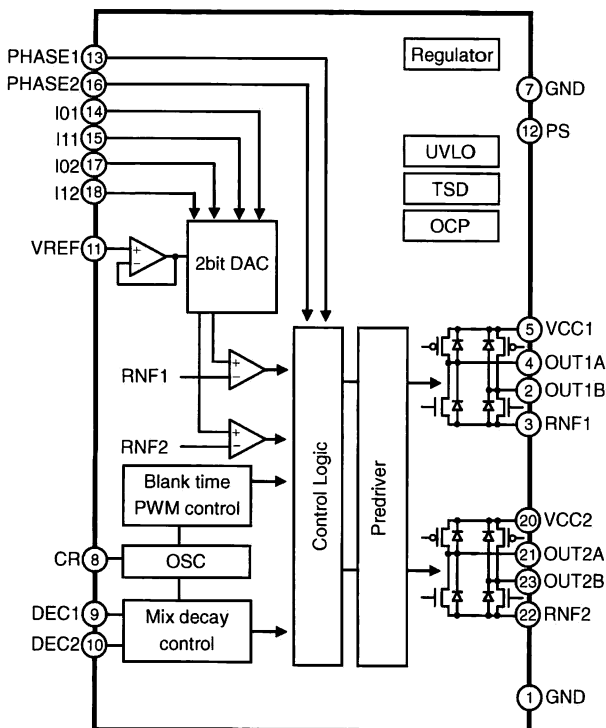 PHASE1 13
PHASE2 16
I01 14
I11 15
I02 17
I12 18
VREF 11
+
−
2bit DAC
Regulator
7 GND
12 PS
UVLO
TSD
OCP
RNF1
+
−
RNF2
+
−
Blank time
PWM control
CR 8
OSC
DEC1 9
DEC2 10
Mix decay
control
Control Logic
Predriver
5 VCC1
4 OUT1A
2 OUT1B
3 RNF1
20 VCC2
21 OUT2A
23 OUT2B
22 RNF2
1 GND